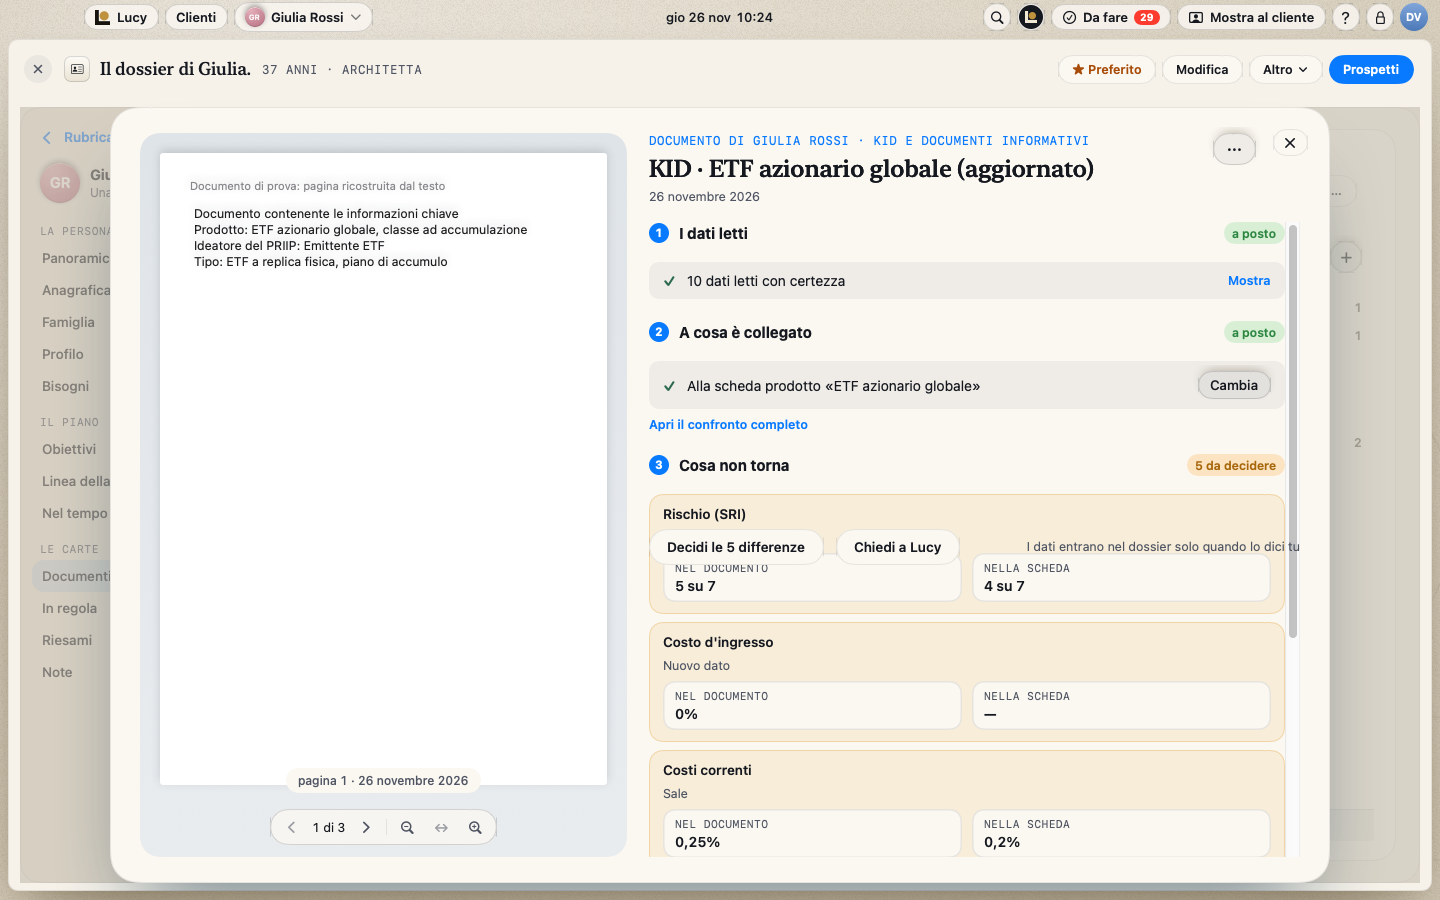 Lucy
Clienti
GR Giulia Rossi
gio 26 nov 10:24
Da fare 29
Mostra al cliente
?
DV
Il dossier di Giulia. 37 ANNI · ARCHITETTA
Preferito
Modifica
Altro
Prospetti
Rubrica
GR
Giu
Una
LA PERSONA
Panoramic
Anagrafica
Famiglia
Profilo
Bisogni
IL PIANO
Obiettivi
Linea della
Nel tempo
LE CARTE
Documenti
In regola
Riesami
Note
Documento di prova: pagina ricostruita dal testo
Documento contenente le informazioni chiave
Prodotto: ETF azionario globale, classe ad accumulazione
Ideatore del PRIIP: Emittente ETF
Tipo: ETF a replica fisica, piano di accumulo
pagina 1 · 26 novembre 2026
1 di 3
DOCUMENTO DI GIULIA ROSSI · KID E DOCUMENTI INFORMATIVI
KID · ETF azionario globale (aggiornato)
26 novembre 2026
...
1 I dati letti
a posto
10 dati letti con certezza
Mostra
2 A cosa è collegato
a posto
Alla scheda prodotto «ETF azionario globale»
Cambia
Apri il confronto completo
3 Cosa non torna
5 da decidere
Rischio (SRI)
Decidi le 5 differenze
Chiedi a Lucy
I dati entrano nel dossier solo quando lo dici tu
NEL DOCUMENTO
5 su 7
NELLA SCHEDA
4 su 7
Costo d'ingresso
Nuovo dato
NEL DOCUMENTO
0%
NELLA SCHEDA
—
Costi correnti
Sale
NEL DOCUMENTO
0,25%
NELLA SCHEDA
0,2%
...
1
1
2